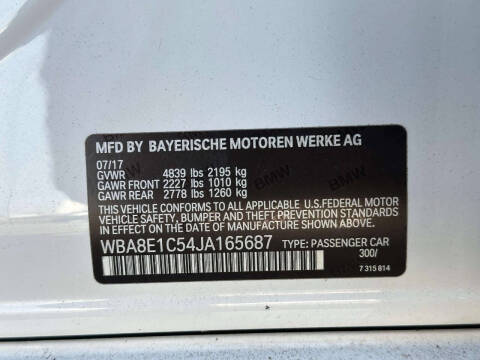 MFD BY BAYERISCHE MOTOREN WERKE AG
07/17
GVWR 4839 lbs 2195 kg
GAWR FRONT 2227 lbs 1010 kg
GAWR REAR 2778 lbs 1260 kg
THIS VEHICLE CONFORMS TO ALL APPLICABLE U.S.FEDERAL MOTOR
VEHICLE SAFETY, BUMPER AND THEFT PREVENTION STANDARDS
IN EFFECT ON THE DATE OF MANUFACTURE SHOWN ABOVE.
WBA8E1C54JA165687 TYPE: PASSENGER CAR
300/
7 315 814